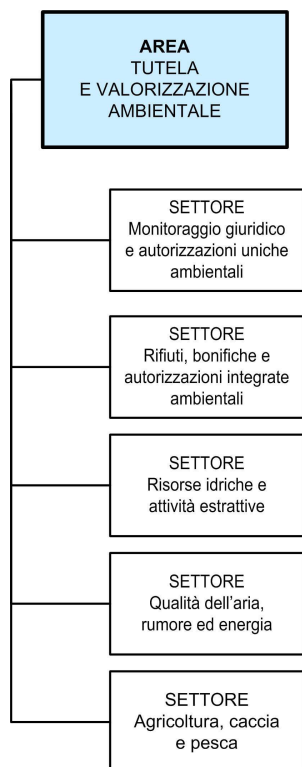 AREA
TUTELA
E VALORIZZAZIONE
AMBIENTALE
SETTORE
Monitoraggio giuridico
e autorizzazioni uniche
ambientali
SETTORE
Rifiuti, bonifiche e
autorizzazioni integrate
ambientali
SETTORE
Risorse idriche e
attività estrattive
SETTORE
Qualità dell'aria,
rumore ed energia
SETTORE
Agricoltura, caccia
e pesca